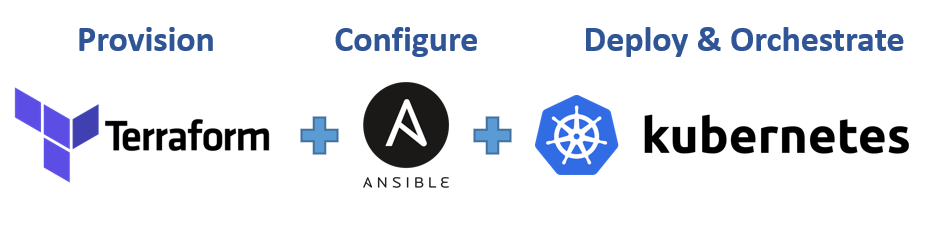 Provision
Configure
Deploy & Orchestrate
Terraform
ANSIBLE
kubernetes